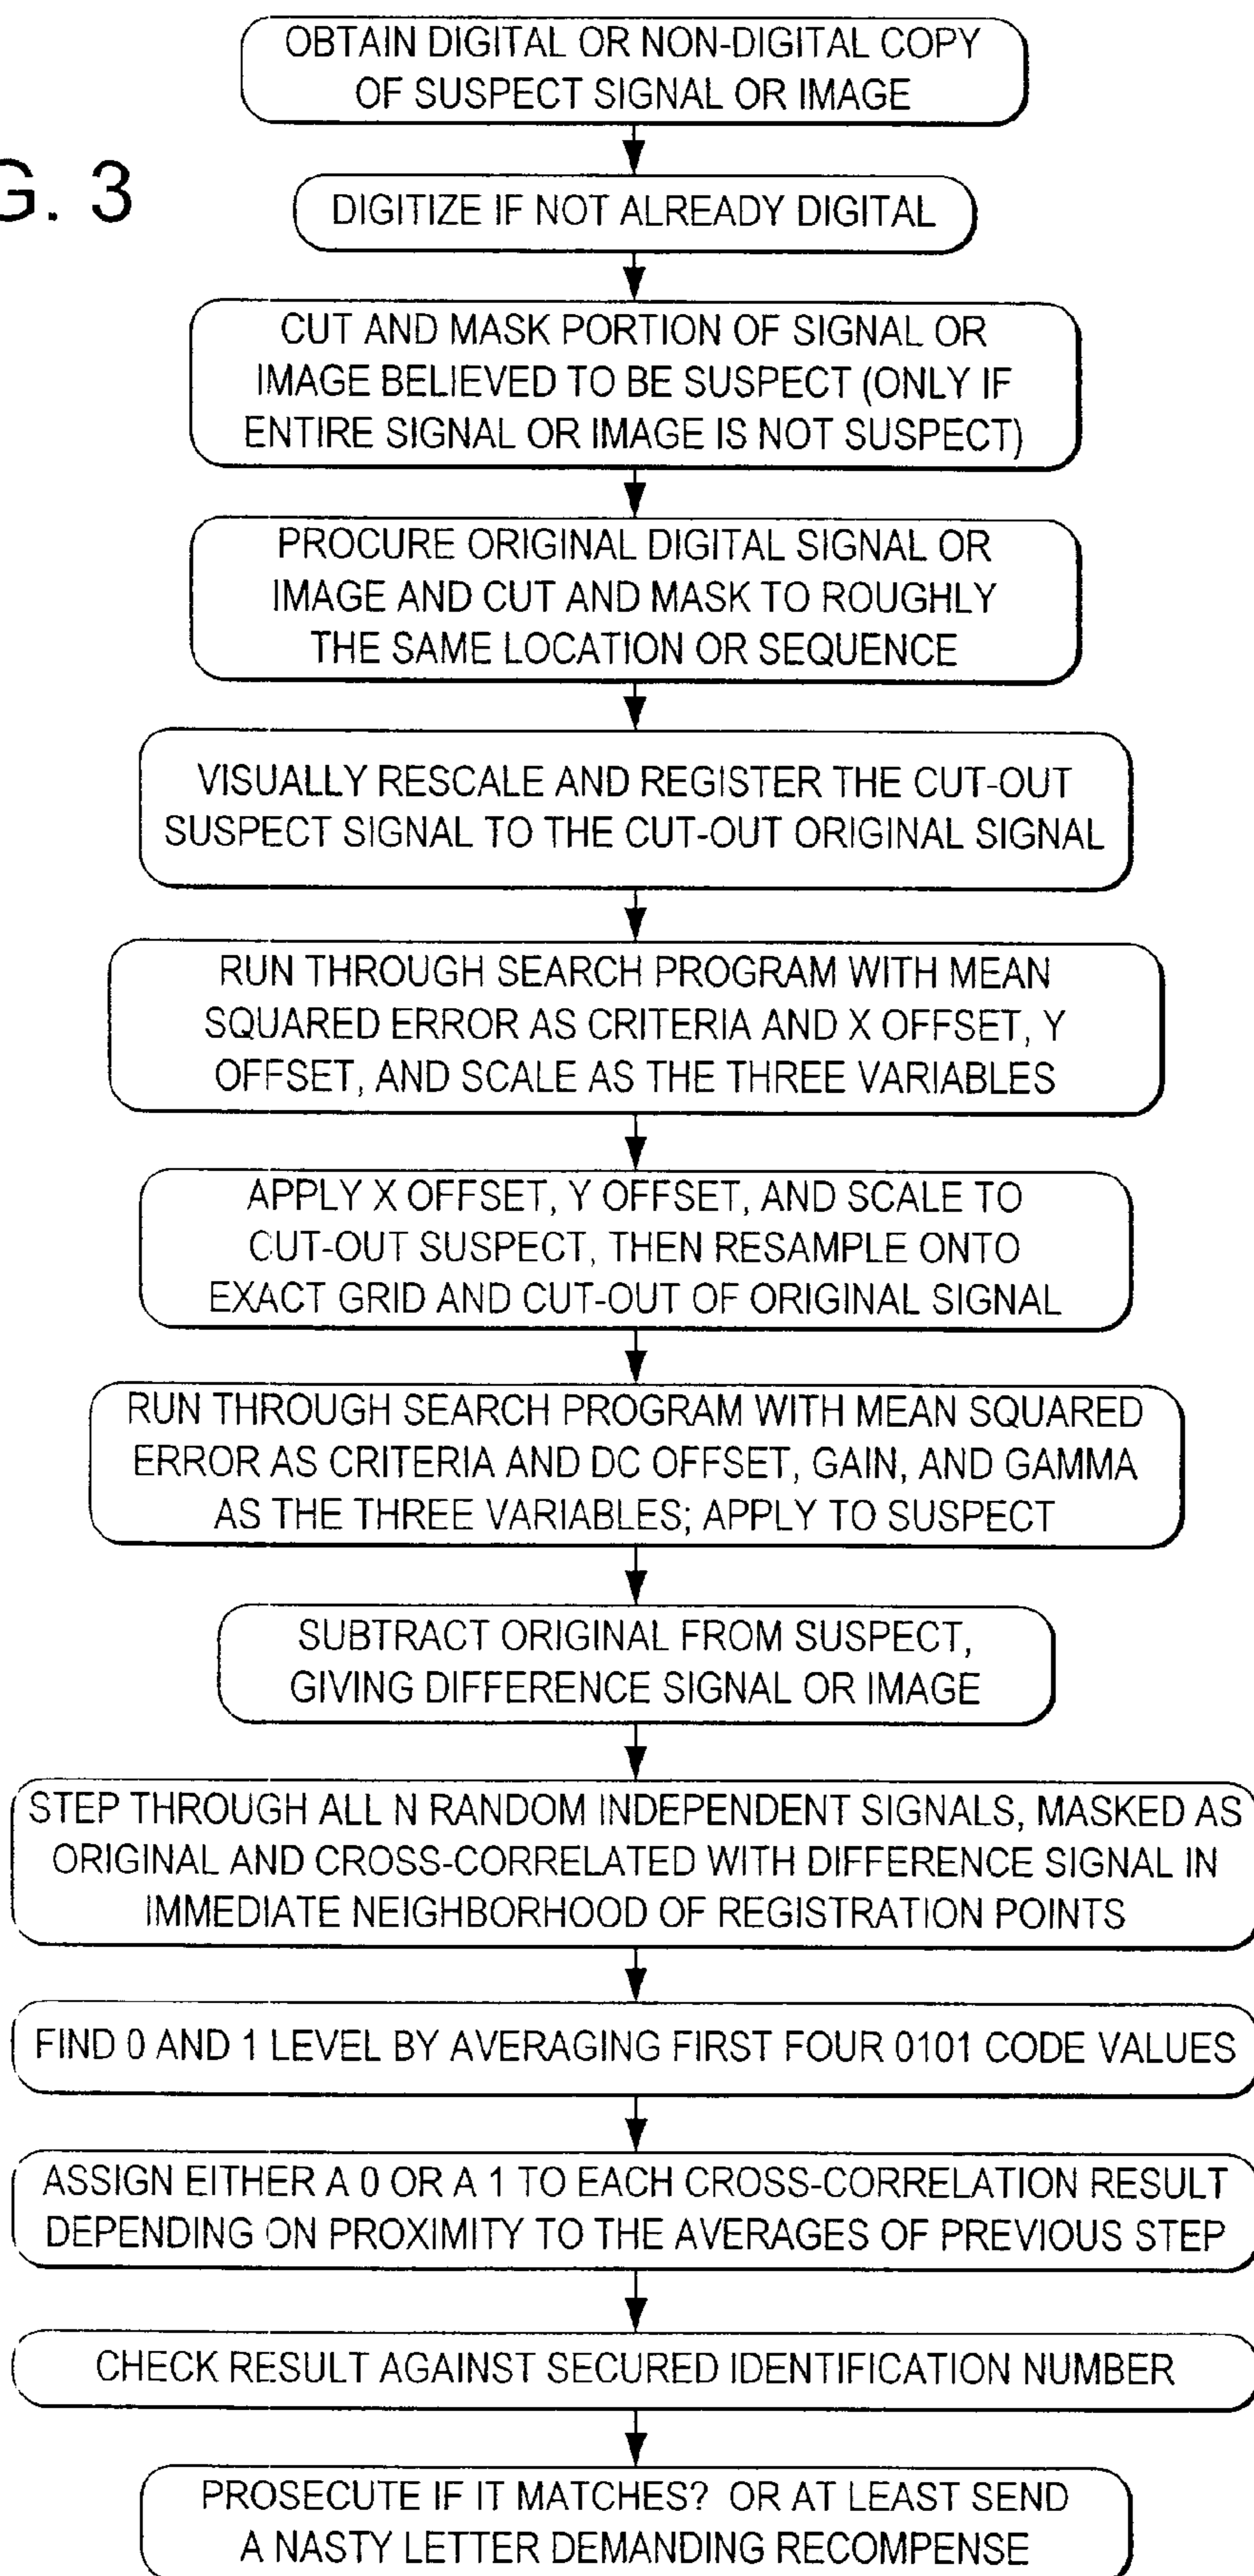 OBTAIN DIGITAL OR NON-DIGITAL COPY
OF SUSPECT SIGNAL OR IMAGE
G. 3
DIGITIZE IF NOT ALREADY DIGITAL
CUT AND MASK PORTION OF SIGNAL OR
IMAGE BELIEVED TO BE SUSPECT (ONLY IF
ENTIRE SIGNAL OR IMAGE IS NOT SUSPECT)
PROCURE ORIGINAL DIGITAL SIGNAL OR
IMAGE AND CUT AND MASK TO ROUGHLY
THE SAME LOCATION OR SEQUENCE
VISUALLY RESCALE AND REGISTER THE CUT-OUT
SUSPECT SIGNAL TO THE CUT-OUT ORIGINAL SIGNAL
RUN THROUGH SEARCH PROGRAM WITH MEAN
SQUARED ERROR AS CRITERIA AND X OFFSET, Y
OFFSET, AND SCALE AS THE THREE VARIABLES
APPLY X OFFSET, Y OFFSET, AND SCALE TO
CUT-OUT SUSPECT, THEN RESAMPLE ONTO
EXACT GRID AND CUT-OUT OF ORIGINAL SIGNAL
RUN THROUGH SEARCH PROGRAM WITH MEAN SQUARED
ERROR AS CRITERIA AND DC OFFSET, GAIN, AND GAMMA
AS THE THREE VARIABLES; APPLY TO SUSPECT
SUBTRACT ORIGINAL FROM SUSPECT,
GIVING DIFFERENCE SIGNAL OR IMAGE
STEP THROUGH ALL N RANDOM INDEPENDENT SIGNALS, MASKED AS
ORIGINAL AND CROSS-CORRELATED WITH DIFFERENCE SIGNAL IN
IMMEDIATE NEIGHBORHOOD OF REGISTRATION POINTS
FIND 0 AND 1 LEVEL BY AVERAGING FIRST FOUR 0101 CODE VALUES
ASSIGN EITHER A 0 OR A 1 TO EACH CROSS-CORRELATION RESULT
DEPENDING ON PROXIMITY TO THE AVERAGES OF PREVIOUS STEP
CHECK RESULT AGAINST SECURED IDENTIFICATION NUMBER
PROSECUTE IF IT MATCHES? OR AT LEAST SEND
A NASTY LETTER DEMANDING RECOMPENSE